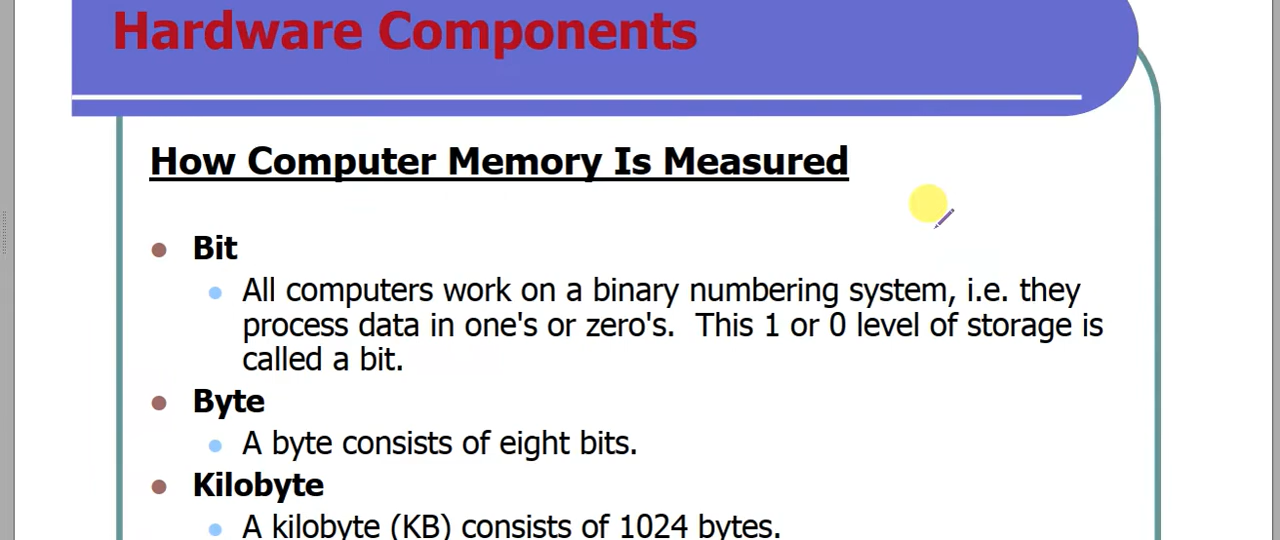 Hardware Components
How Computer Memory Is Measured
Bit
All computers work on a binary numbering system, i.e. they
process data in one's or zero's.  This 1 or 0 level of storage is
called a bit.
Byte
A byte consists of eight bits.
Kilobyte
A kilobyte (KB) consists of 1024 bytes.